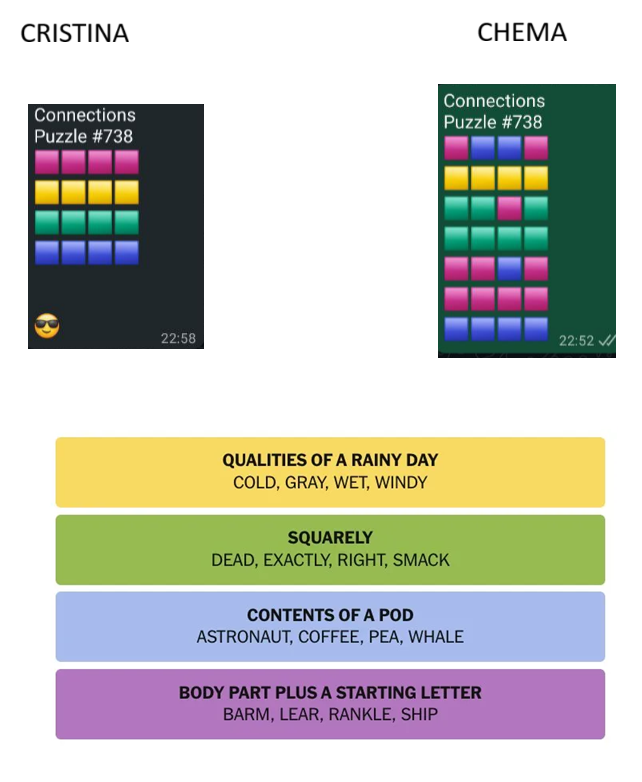 CRISTINA
CHEMA
Connections
Puzzle #738
22:58
Connections
Puzzle #738
22:52
QUALITIES OF A RAINY DAY
COLD, GRAY, WET, WINDY
SQUARELY
DEAD, EXACTLY, RIGHT, SMACK
CONTENTS OF A POD
ASTRONAUT, COFFEE, PEA, WHALE
BODY PART PLUS A STARTING LETTER
BARM, LEAR, RANKLE, SHIP